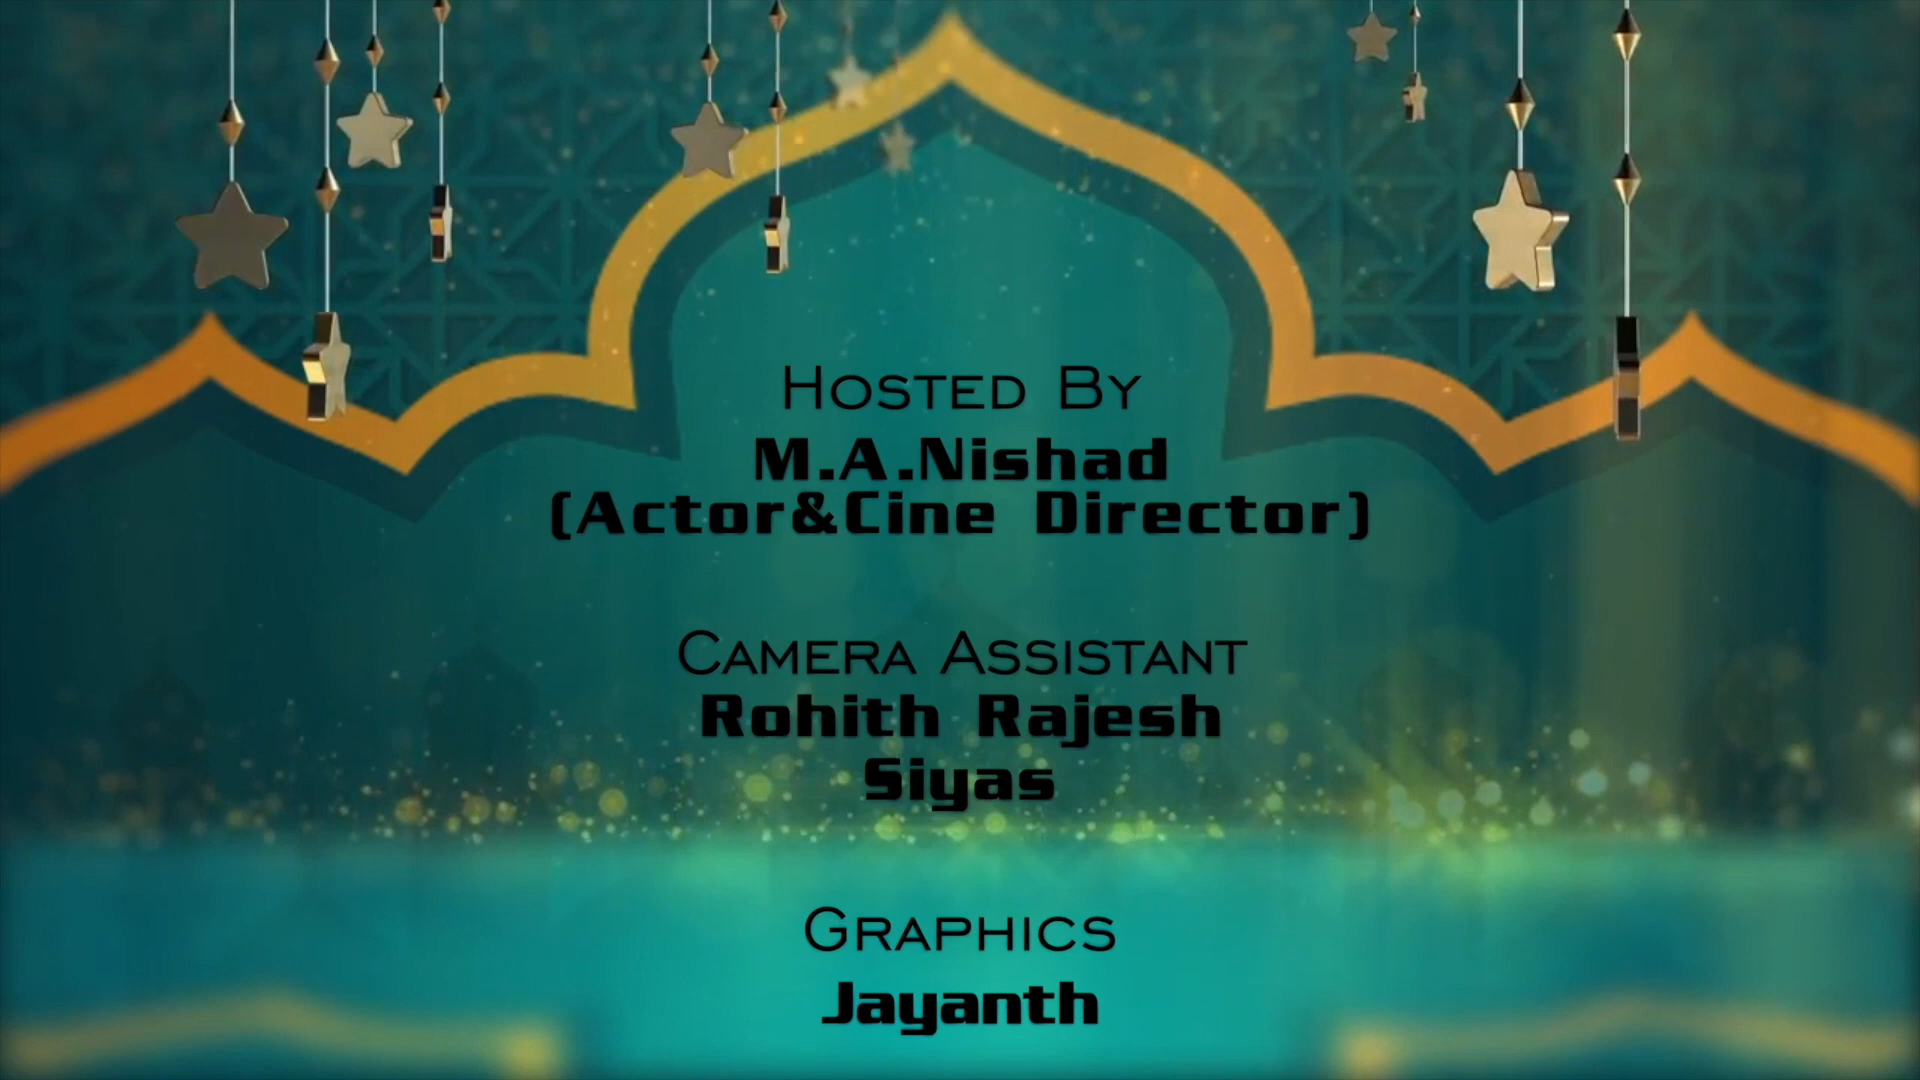 Hosted By
M.A.Nishad
(Actor&Cine Director)
Camera Assistant
Rohith Rajesh
Siyas
Graphics
Jayanth